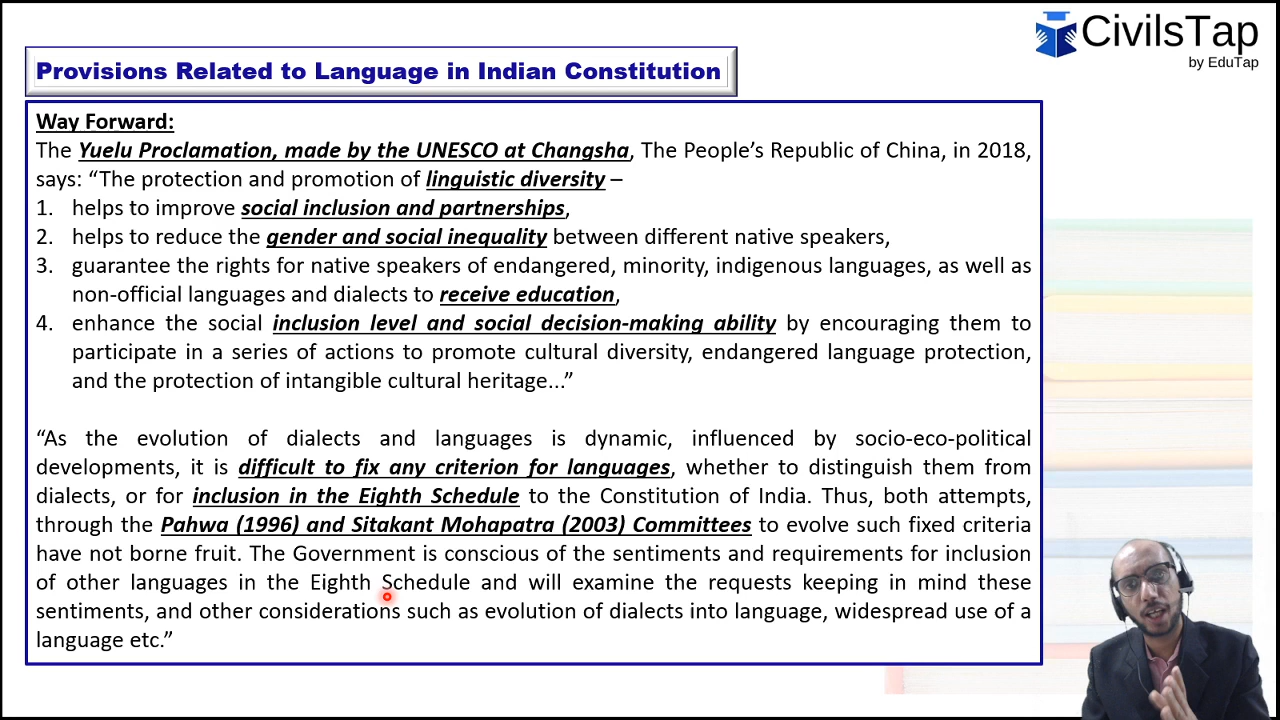 CivilsTap
by EduTap
Provisions Related to Language in Indian Constitution
Way Forward:
The Yuelu Proclamation, made by the UNESCO at Changsha, The People’s Republic of China, in 2018,
says: “The protection and promotion of linguistic diversity –
1. helps to improve social inclusion and partnerships,
2. helps to reduce the gender and social inequality between different native speakers,
3. guarantee the rights for native speakers of endangered, minority, indigenous languages, as well as
non-official languages and dialects to receive education,
4. enhance the social inclusion level and social decision-making ability by encouraging them to
participate in a series of actions to promote cultural diversity, endangered language protection,
and the protection of intangible cultural heritage...”
“As the evolution of dialects and languages is dynamic, influenced by socio-eco-political
developments, it is difficult to fix any criterion for languages, whether to distinguish them from
dialects, or for inclusion in the Eighth Schedule to the Constitution of India. Thus, both attempts,
through the Pahwa (1996) and Sitakant Mohapatra (2003) Committees to evolve such fixed criteria
have not borne fruit. The Government is conscious of the sentiments and requirements for inclusion
of other languages in the Eighth Schedule and will examine the requests keeping in mind these
sentiments, and other considerations such as evolution of dialects into language, widespread use of a
language etc.”